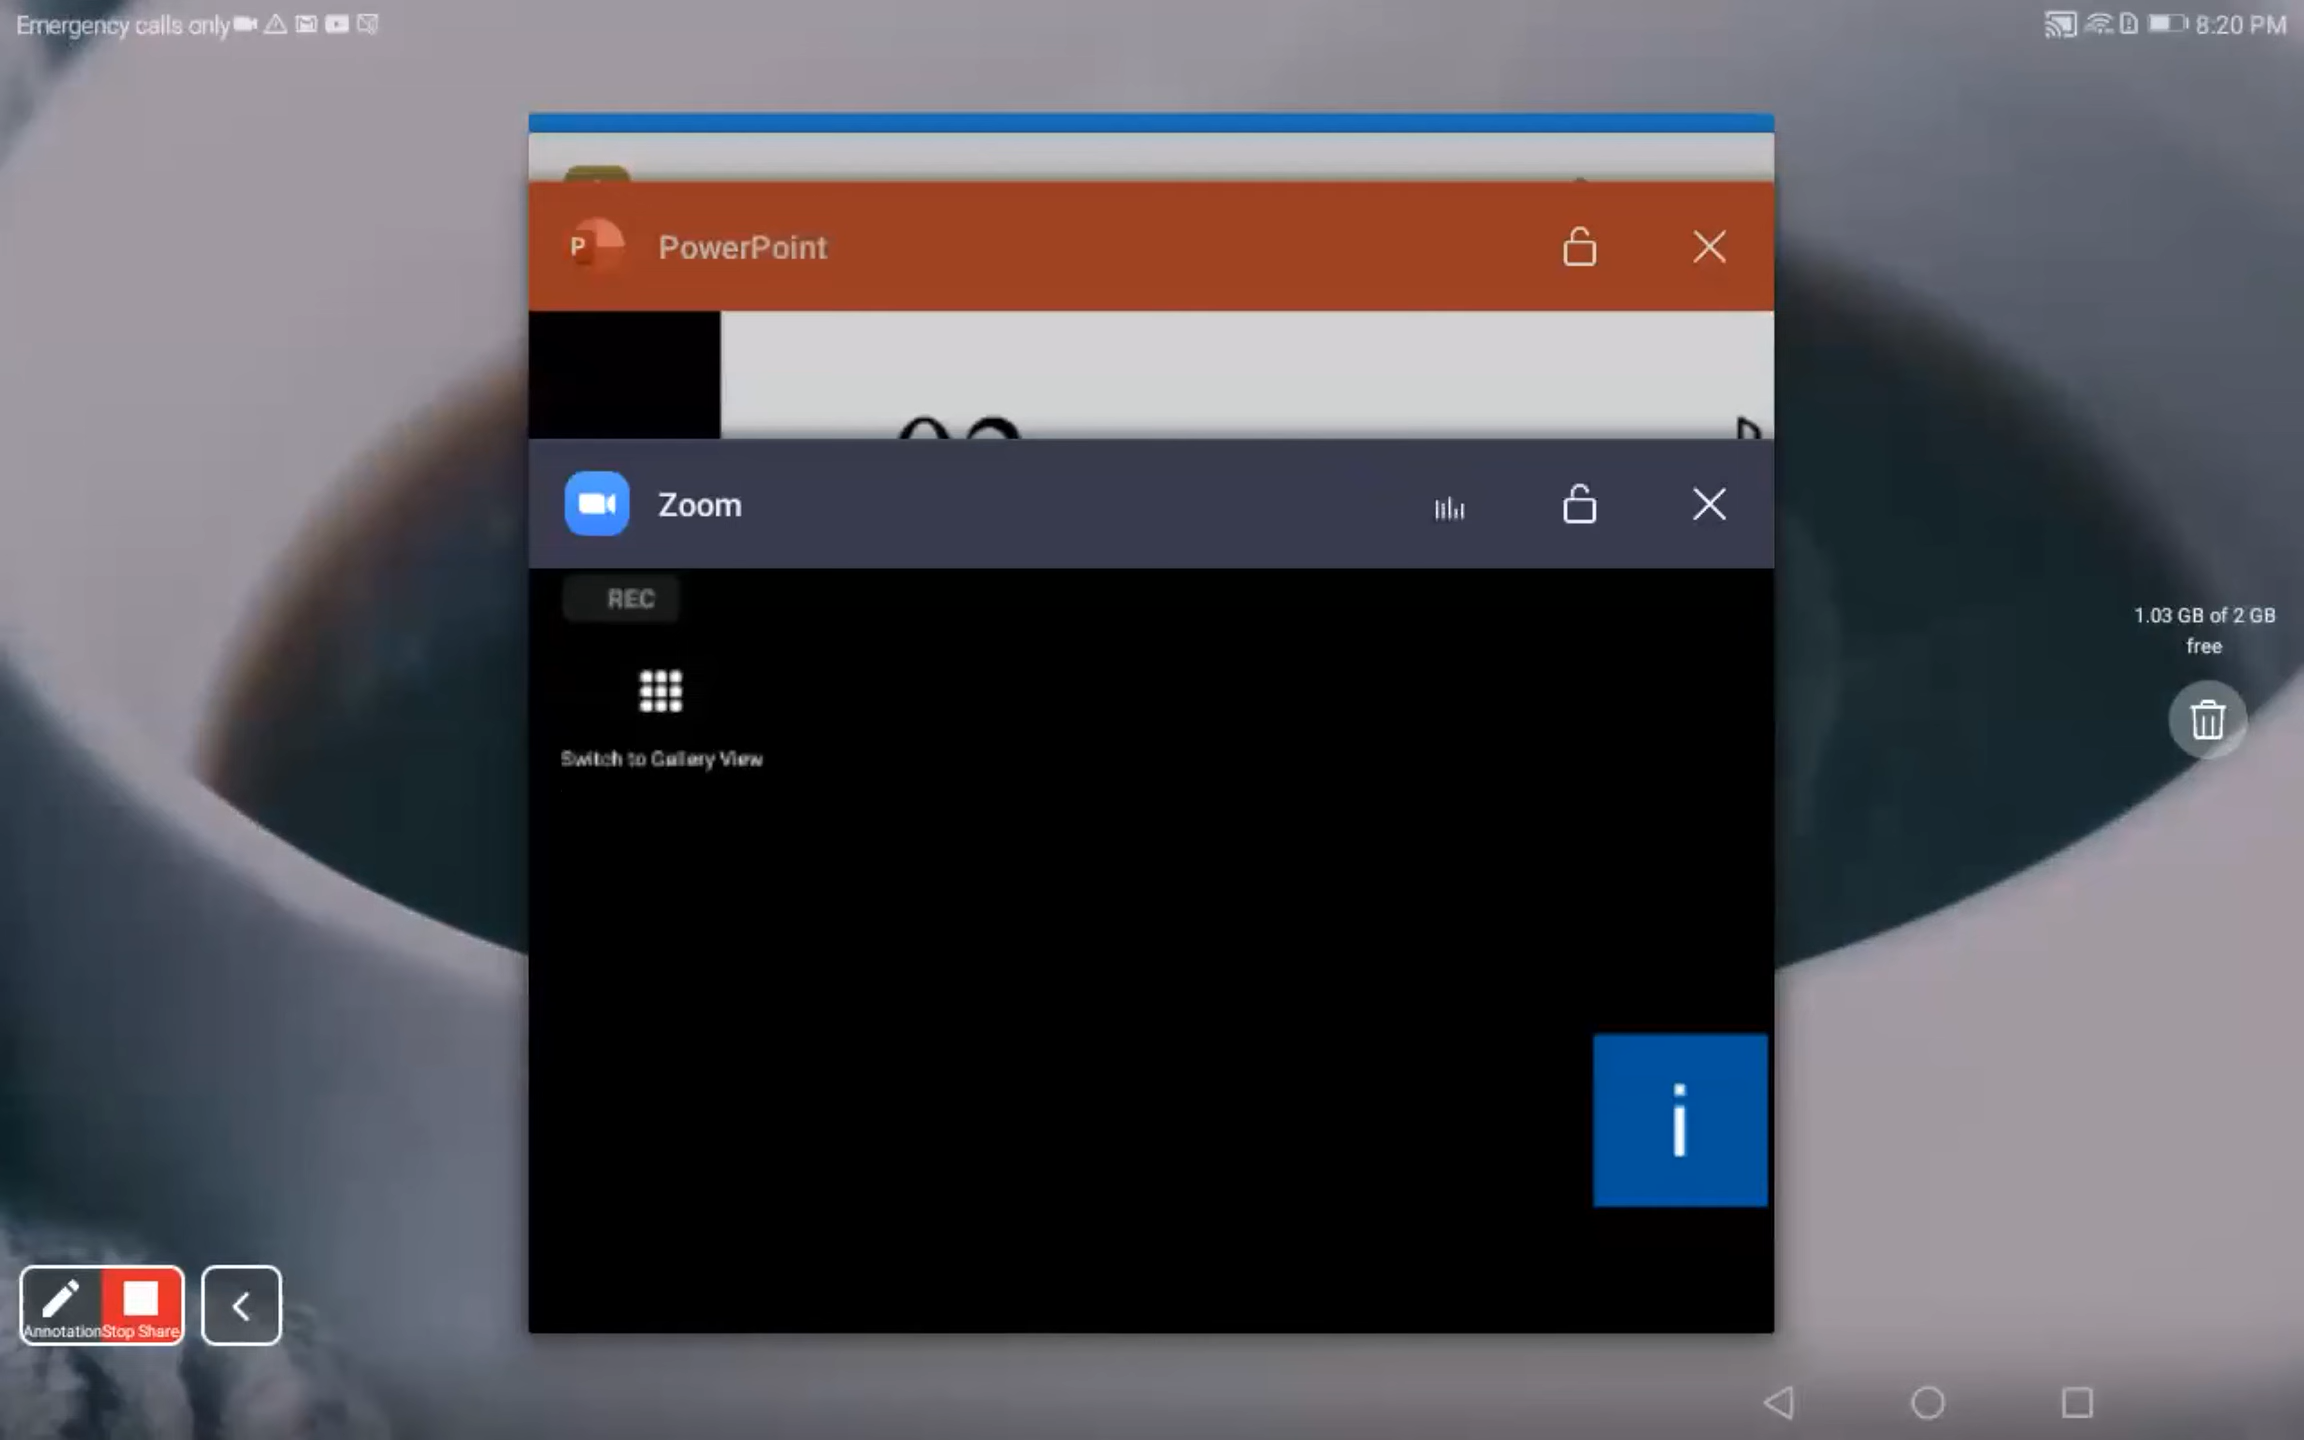 Emergency calls only
8:20 PM
P PowerPoint
Zoom
REC
Switch to Gallery View
1.03 GB of 2 GB
free
i
Annotation Stop Share